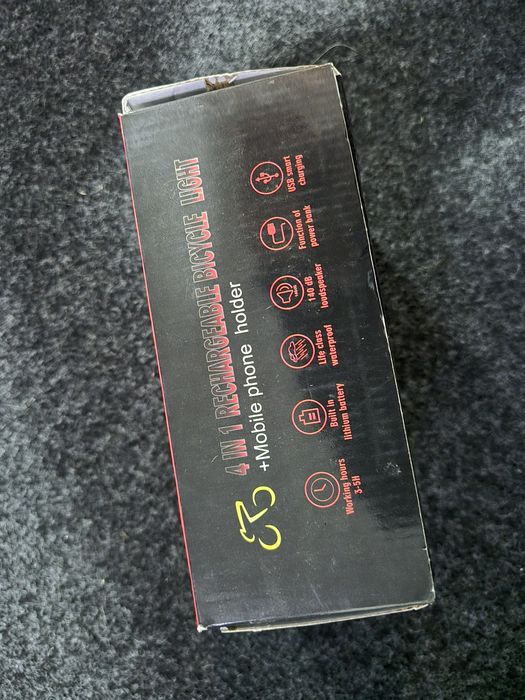 4 IN 1 RECHARGEABLE BICYCLE LIGHT
+Mobile phone holder
Working hours
3-5H
Built in
lithium battery
Life class
waterproof
140 dB
loudspeaker
Function of
power bank
USB smart
charging